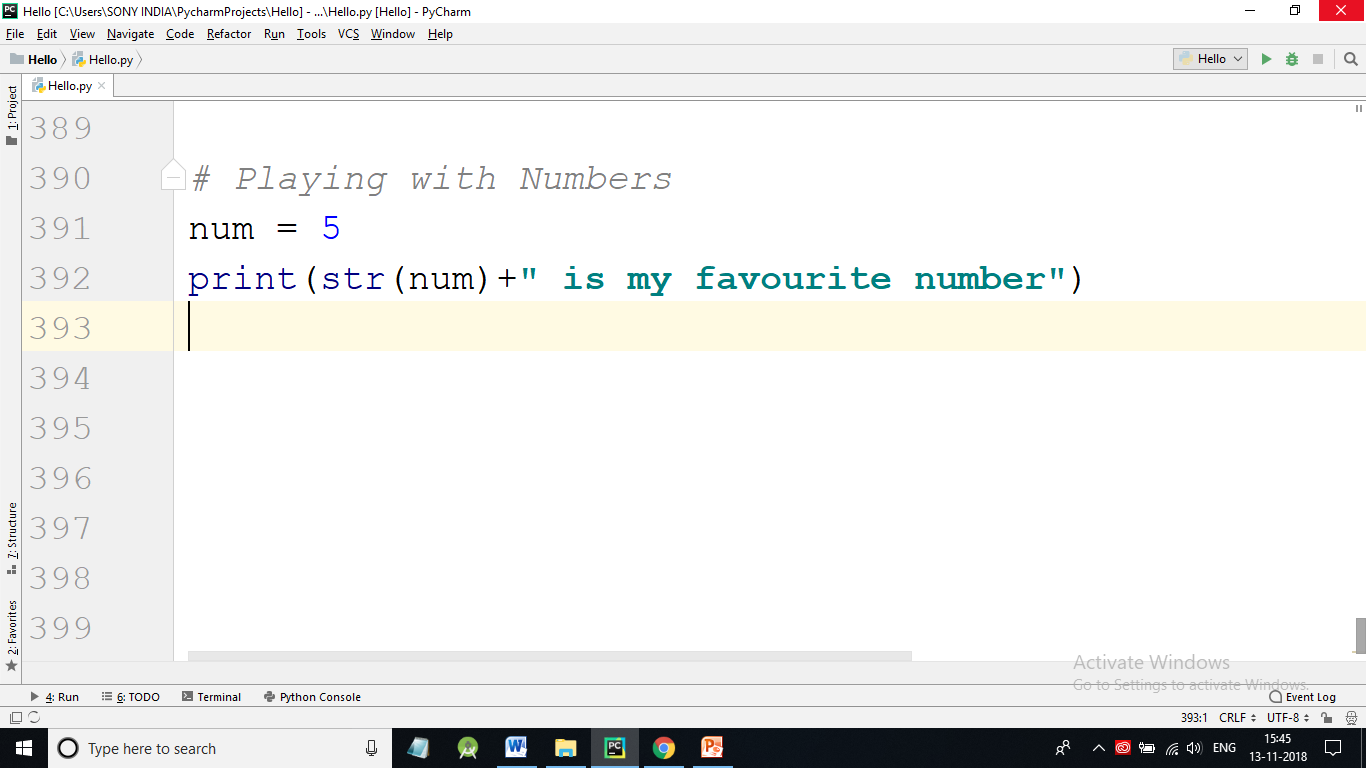 Hello [C:\Users\SONY INDIA\PycharmProjects\Hello] - ...\Hello.py [Hello] - PyCharm
File Edit View Navigate Code Refactor Run Tools VCS Window Help
Hello Hello.py Hello
1: Project
Hello.py
389
390 # Playing with Numbers
391 num = 5
392 print(str(num)+" is my favourite number")
393
394
395
396
397
398
399
7: Structure
2: Favorites
Activate Windows
Go to Settings to activate Windows.
4: Run 6: TODO Terminal Python Console Event Log
393:1 CRLF UTF-8
Type here to search
ENG
15:45
13-11-2018